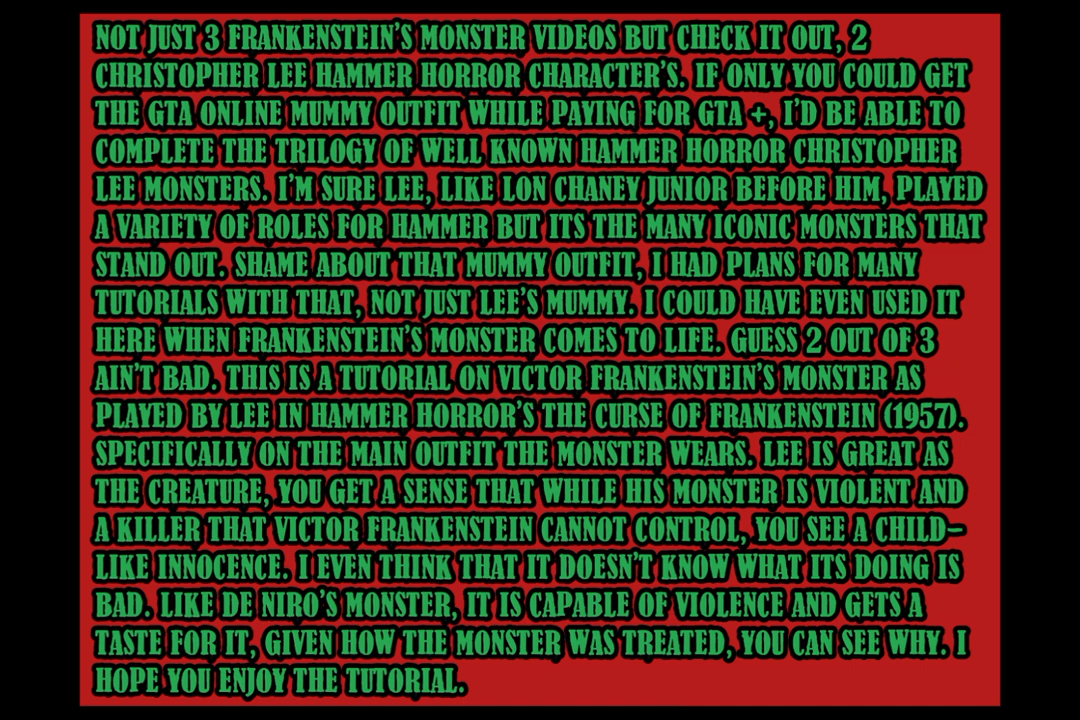 NOT JUST 3 FRANKENSTEIN'S MONSTER VIDEOS BUT CHECK IT OUT, 2
CHRISTOPHER LEE HAMMER HORROR CHARACTER'S. IF ONLY YOU COULD GET
THE GTA ONLINE MUMMY OUTFIT WHILE PAYING FOR GTA +, I'D BE ABLE TO
COMPLETE THE TRILOGY OF WELL KNOWN HAMMER HORROR CHRISTOPHER
LEE MONSTERS. I'M SURE LEE, LIKE LON CHANEY JUNIOR BEFORE HIM, PLAYED
A VARIETY OF ROLES FOR HAMMER BUT ITS THE MANY ICONIC MONSTERS THAT
STAND OUT. SHAME ABOUT THAT MUMMY OUTFIT, I HAD PLANS FOR MANY
TUTORIALS WITH THAT, NOT JUST LEE'S MUMMY. I COULD HAVE EVEN USED IT
HERE WHEN FRANKENSTEIN'S MONSTER COMES TO LIFE. GUESS 2 OUT OF 3
AIN'T BAD. THIS IS A TUTORIAL ON VICTOR FRANKENSTEIN'S MONSTER AS
PLAYED BY LEE IN HAMMER HORROR'S THE CURSE OF FRANKENSTEIN (1957).
SPECIFICALLY ON THE MAIN OUTFIT THE MONSTER WEARS. LEE IS GREAT AS
THE CREATURE, YOU GET A SENSE THAT WHILE HIS MONSTER IS VIOLENT AND
A KILLER THAT VICTOR FRANKENSTEIN CANNOT CONTROL, YOU SEE A CHILD-
LIKE INNOCENCE. I EVEN THINK THAT IT DOESN'T KNOW WHAT ITS DOING IS
BAD. LIKE DE NIRO'S MONSTER, IT IS CAPABLE OF VIOLENCE AND GETS A
TASTE FOR IT, GIVEN HOW THE MONSTER WAS TREATED, YOU CAN SEE WHY. I
HOPE YOU ENJOY THE TUTORIAL.